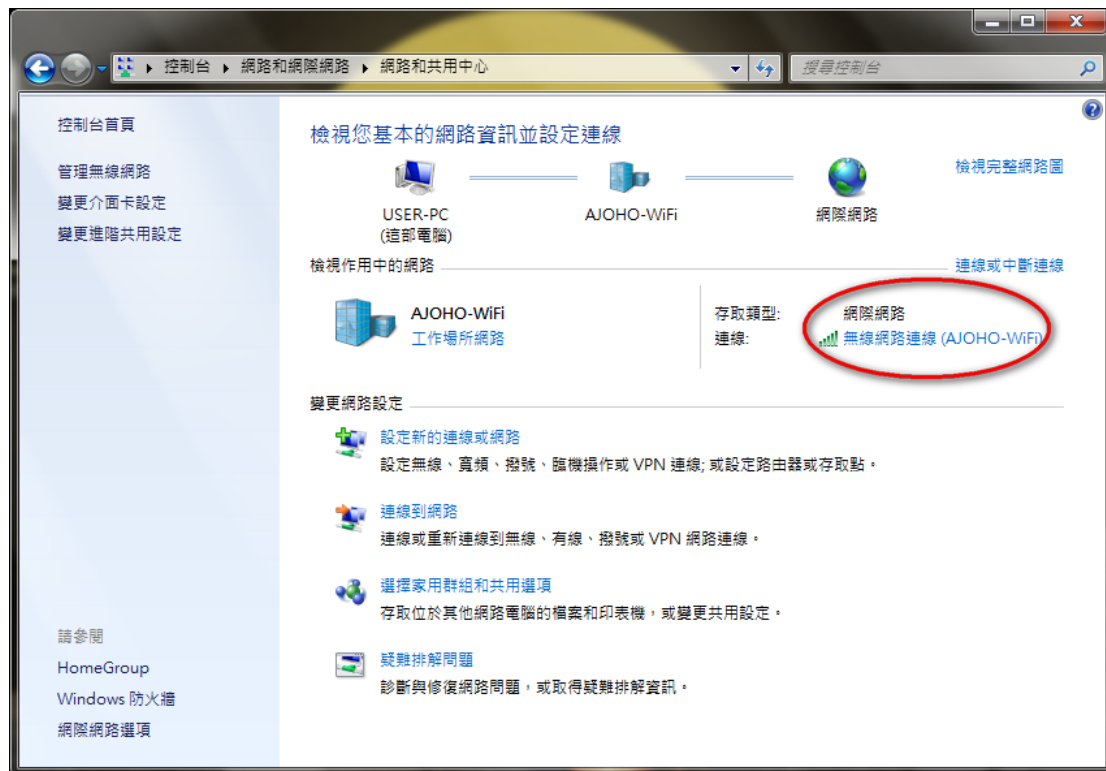 控制台 ▸ 網路和網際網路 ▸ 網路和共用中心
搜尋控制台
控制台首頁
管理無線網路
變更介面卡設定
變更進階共用設定
檢視您基本的網路資訊並設定連線
檢視完整網路圖
USER-PC
(這部電腦)
AJOHO-WiFi
網際網路
檢視作用中的網路
連線或中斷連線
AJOHO-WiFi
工作場所網路
存取類型:
網際網路
連線:
無線網路連線 (AJOHO-WiFi)
變更網路設定
設定新的連線或網路
設定無線、寬頻、撥號、臨機操作或 VPN 連線; 或設定路由器或存取點。
連線到網路
連線或重新連線到無線、有線、撥號或 VPN 網路連線。
選擇家用群組和共用選項
存取位於其他網路電腦的檔案和印表機，或變更共用設定。
疑難排解問題
診斷與修復網路問題，或取得疑難排解資訊。
請參閱
HomeGroup
Windows 防火牆
網際網路選項